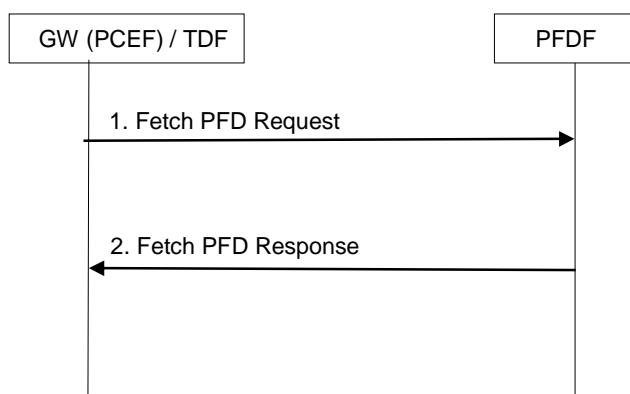 GW (PCEF) / TDF
PFDF
1. Fetch PFD Request
2. Fetch PFD Response